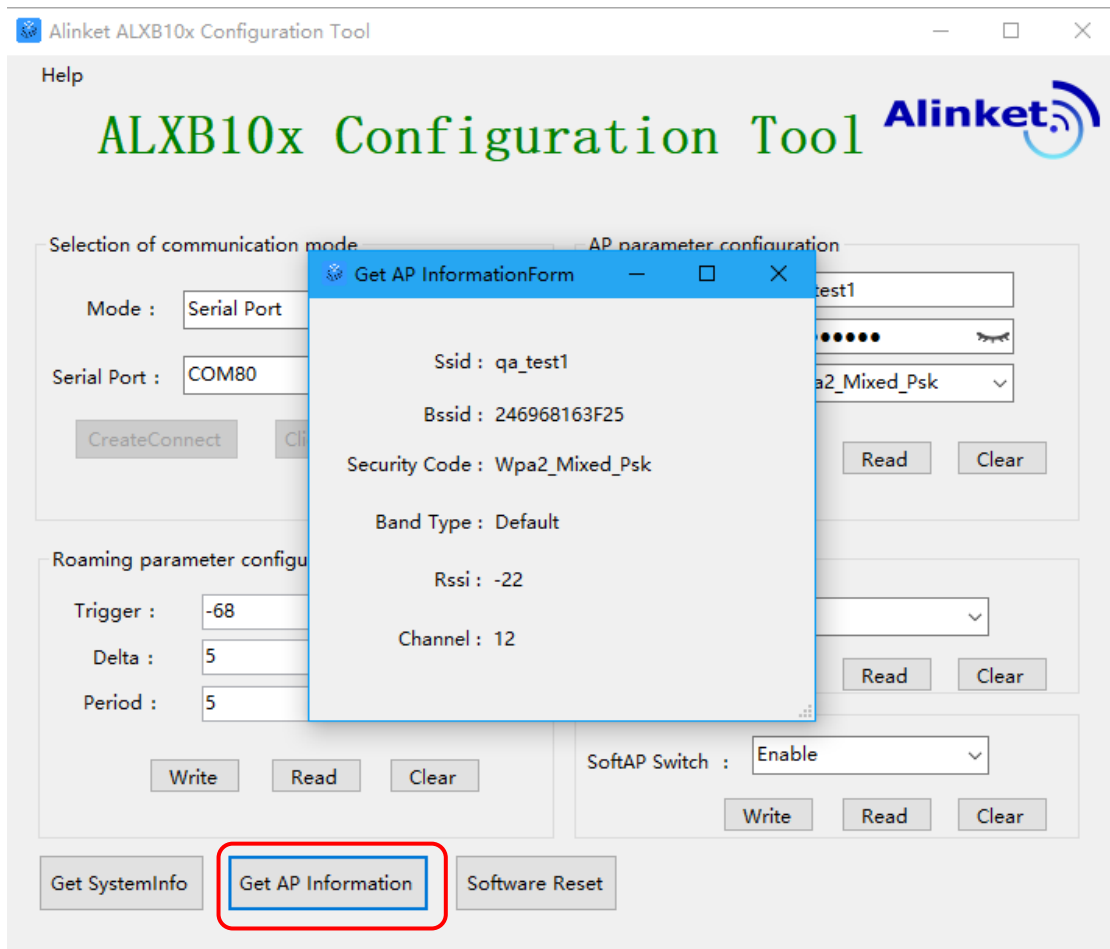 Alinket ALXB10x Configuration Tool
Help
ALXB10x Configuration Tool
Alinket
Selection of communication mode
Mode :
Serial Port
Serial Port :
COM80
CreateConnect
Cli
AP parameter configuration
test1
a2_Mixed_Psk
Read
Clear
Get AP InformationForm
Ssid : qa_test1
Bssid : 246968163F25
Security Code : Wpa2_Mixed_Psk
Band Type : Default
Rssi : -22
Channel : 12
Roaming parameter configu
Trigger :
-68
Delta :
5
Period :
5
Write
Read
Clear
Read
Clear
SoftAP Switch :
Enable
Write
Read
Clear
Get SystemInfo
Get AP Information
Software Reset